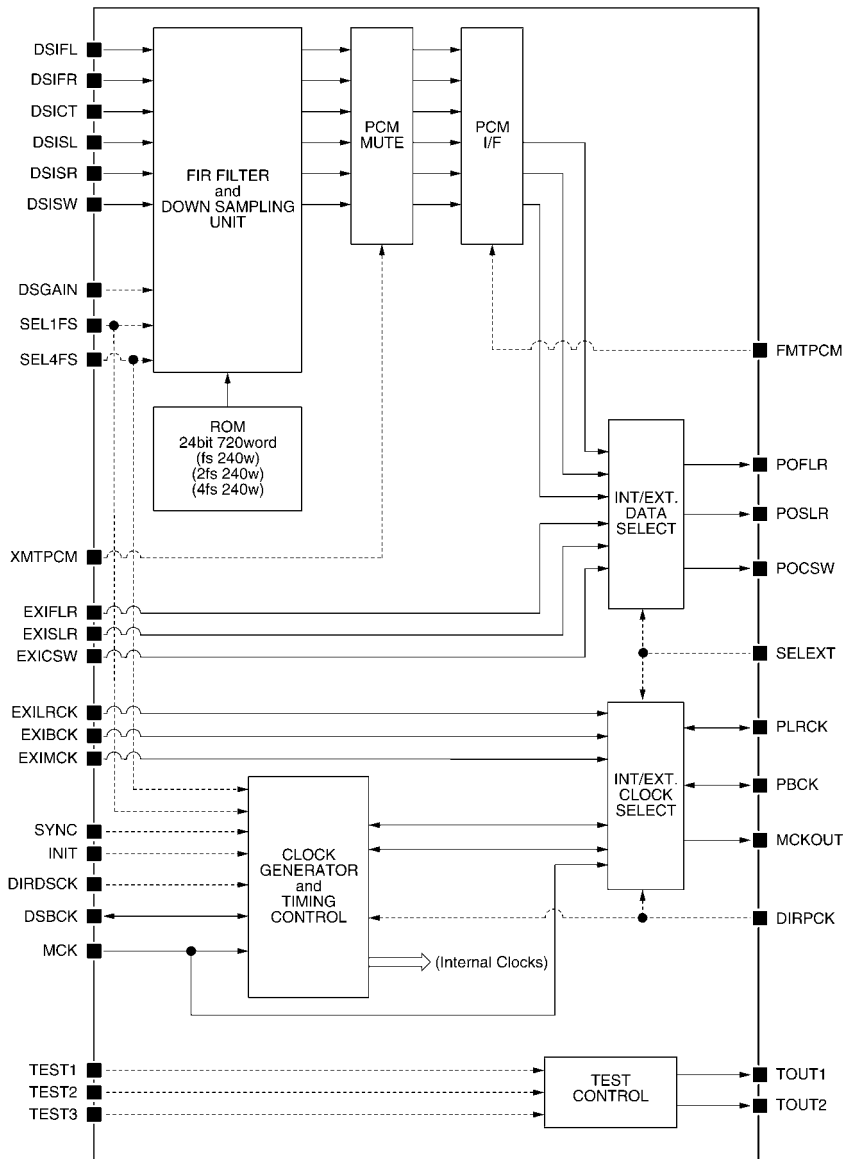 DSIFL
DSIFR
DSICT
DSISL
DSISR
DSISW
DSGAIN
SEL1FS
SEL4FS
FIR FILTER
and
DOWN SAMPLING
UNIT
PCM
MUTE
PCM
I/F
ROM
24bit 720word
(fs 240w)
(2fs 240w)
(4fs 240w)
FMTPCM
XMTPCM
EXIFLR
EXISLR
EXICSW
INT/EXT.
DATA
SELECT
POFLR
POSLR
POCSW
SELEXT
EXILRCK
EXIBCK
EXIMCK
INT/EXT.
CLOCK
SELECT
PLRCK
PBCK
MCKOUT
DIRPCK
SYNC
INIT
DIRDSCK
DSBCK
MCK
CLOCK
GENERATOR
and
TIMING
CONTROL
(Internal Clocks)
TEST1
TEST2
TEST3
TEST
CONTROL
TOUT1
TOUT2